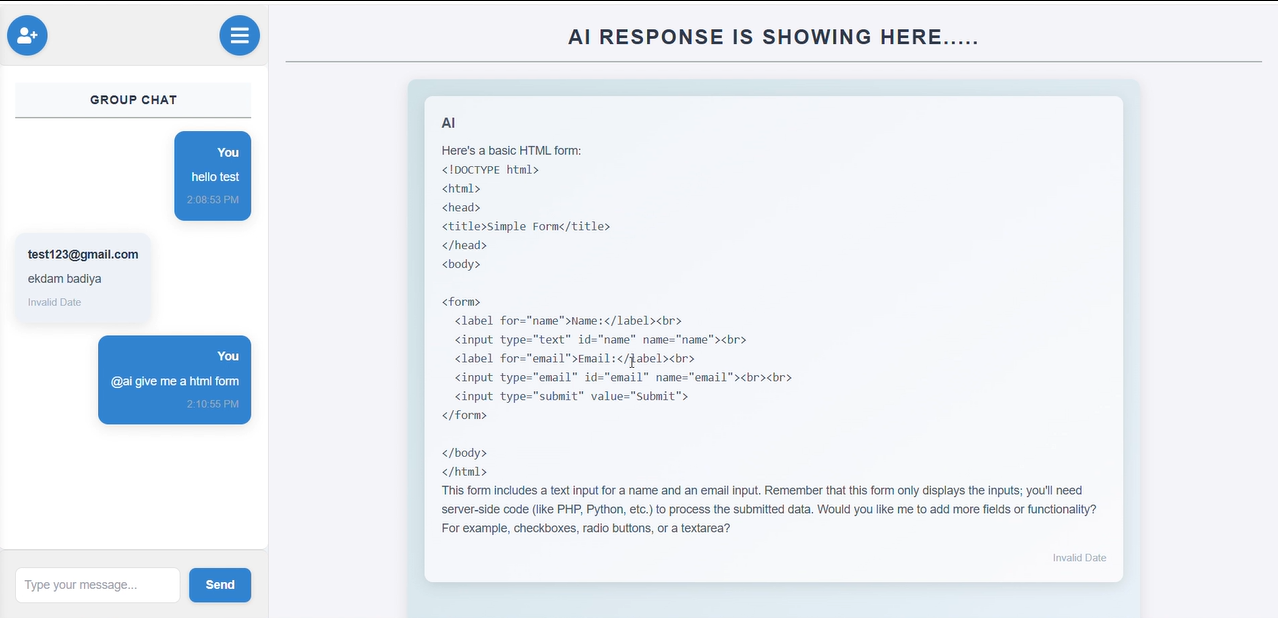 GROUP CHAT
You
hello test
2:08:53 PM
test123@gmail.com
ekdam badiya
Invalid Date
You
@ai give me a html form
2:10:55 PM
Type your message...
Send
AI RESPONSE IS SHOWING HERE.....
AI
Here's a basic HTML form:
<!DOCTYPE html>
<html>
<head>
<title>Simple Form</title>
</head>
<body>
<form>
<label for="name">Name:</label><br>
<input type="text" id="name" name="name"><br>
<label for="email">Email:</label><br>
<input type="email" id="email" name="email"><br><br>
<input type="submit" value="Submit">
</form>
</body>
</html>
This form includes a text input for a name and an email input. Remember that this form only displays the inputs; you'll need
server-side code (like PHP, Python, etc.) to process the submitted data. Would you like me to add more fields or functionality?
For example, checkboxes, radio buttons, or a textarea?
Invalid Date